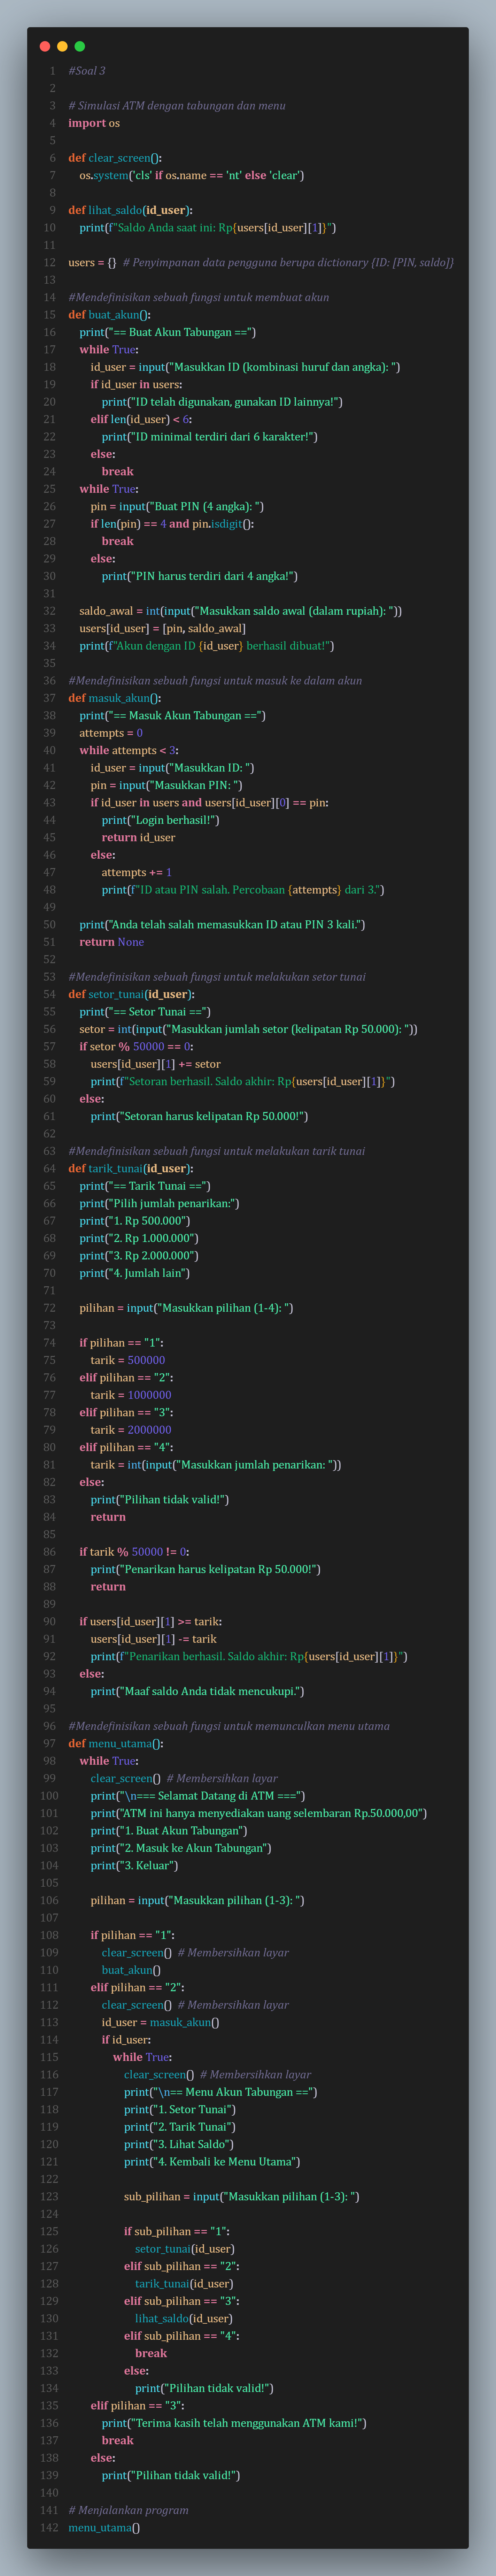 1 #Soal 3
2
3 # Simulasi ATM dengan tabungan dan menu
4 import os
5
6 def clear_screen():
7     os.system('cls' if os.name == 'nt' else 'clear')
8
9 def lihat_saldo(id_user):
10     print(f"Saldo Anda saat ini: Rp{users[id_user][1]}")
11
12 users = {}  # Penyimpanan data pengguna berupa dictionary {ID: [PIN, saldo]}
13
14 #Mendefinisikan sebuah fungsi untuk membuat akun
15 def buat_akun():
16     print("== Buat Akun Tabungan ==")
17     while True:
18         id_user = input("Masukkan ID (kombinasi huruf dan angka): ")
19         if id_user in users:
20             print("ID telah digunakan, gunakan ID lainnya!")
21         elif len(id_user) < 6:
22             print("ID minimal terdiri dari 6 karakter!")
23         else:
24             break
25     while True:
26         pin = input("Buat PIN (4 angka): ")
27         if len(pin) == 4 and pin.isdigit():
28             break
29         else:
30             print("PIN harus terdiri dari 4 angka!")
31
32     saldo_awal = int(input("Masukkan saldo awal (dalam rupiah): "))
33     users[id_user] = [pin, saldo_awal]
34     print(f"Akun dengan ID {id_user} berhasil dibuat!")
35
36 #Mendefinisikan sebuah fungsi untuk masuk ke dalam akun
37 def masuk_akun():
38     print("== Masuk Akun Tabungan ==")
39     attempts = 0
40     while attempts < 3:
41         id_user = input("Masukkan ID: ")
42         pin = input("Masukkan PIN: ")
43         if id_user in users and users[id_user][0] == pin:
44             print("Login berhasil!")
45             return id_user
46         else:
47             attempts += 1
48             print(f"ID atau PIN salah. Percobaan {attempts} dari 3.")
49
50     print("Anda telah salah memasukkan ID atau PIN 3 kali.")
51     return None
52
53 #Mendefinisikan sebuah fungsi untuk melakukan setor tunai
54 def setor_tunai(id_user):
55     print("== Setor Tunai ==")
56     setor = int(input("Masukkan jumlah setor (kelipatan Rp 50.000): "))
57     if setor % 50000 == 0:
58         users[id_user][1] += setor
59         print(f"Setoran berhasil. Saldo akhir: Rp{users[id_user][1]}")
60     else:
61         print("Setoran harus kelipatan Rp 50.000!")
62
63 #Mendefinisikan sebuah fungsi untuk melakukan tarik tunai
64 def tarik_tunai(id_user):
65     print("== Tarik Tunai ==")
66     print("Pilih jumlah penarikan:")
67     print("1. Rp 500.000")
68     print("2. Rp 1.000.000")
69     print("3. Rp 2.000.000")
70     print("4. Jumlah lain")
71
72     pilihan = input("Masukkan pilihan (1-4): ")
73
74     if pilihan == "1":
75         tarik = 500000
76     elif pilihan == "2":
77         tarik = 1000000
78     elif pilihan == "3":
79         tarik = 2000000
80     elif pilihan == "4":
81         tarik = int(input("Masukkan jumlah penarikan: "))
82     else:
83         print("Pilihan tidak valid!")
84         return
85
86     if tarik % 50000 != 0:
87         print("Penarikan harus kelipatan Rp 50.000!")
88         return
89
90     if users[id_user][1] >= tarik:
91         users[id_user][1] -= tarik
92         print(f"Penarikan berhasil. Saldo akhir: Rp{users[id_user][1]}")
93     else:
94         print("Maaf saldo Anda tidak mencukupi.")
95
96 #Mendefinisikan sebuah fungsi untuk memunculkan menu utama
97 def menu_utama():
98     while True:
99         clear_screen()  # Membersihkan layar
100         print("\n=== Selamat Datang di ATM ===")
101         print("ATM ini hanya menyediakan uang selembaran Rp.50.000,00")
102         print("1. Buat Akun Tabungan")
103         print("2. Masuk ke Akun Tabungan")
104         print("3. Keluar")
105
106         pilihan = input("Masukkan pilihan (1-3): ")
107
108         if pilihan == "1":
109             clear_screen()  # Membersihkan layar
110             buat_akun()
111         elif pilihan == "2":
112             clear_screen()  # Membersihkan layar
113             id_user = masuk_akun()
114             if id_user:
115                 while True:
116                     clear_screen()  # Membersihkan layar
117                     print("\n== Menu Akun Tabungan ==")
118                     print("1. Setor Tunai")
119                     print("2. Tarik Tunai")
120                     print("3. Lihat Saldo")
121                     print("4. Kembali ke Menu Utama")
122
123                     sub_pilihan = input("Masukkan pilihan (1-3): ")
124
125                     if sub_pilihan == "1":
126                         setor_tunai(id_user)
127                     elif sub_pilihan == "2":
128                         tarik_tunai(id_user)
129                     elif sub_pilihan == "3":
130                         lihat_saldo(id_user)
131                     elif sub_pilihan == "4":
132                         break
133                     else:
134                         print("Pilihan tidak valid!")
135         elif pilihan == "3":
136             print("Terima kasih telah menggunakan ATM kami!")
137             break
138         else:
139             print("Pilihan tidak valid!")
140
141 # Menjalankan program
142 menu_utama()